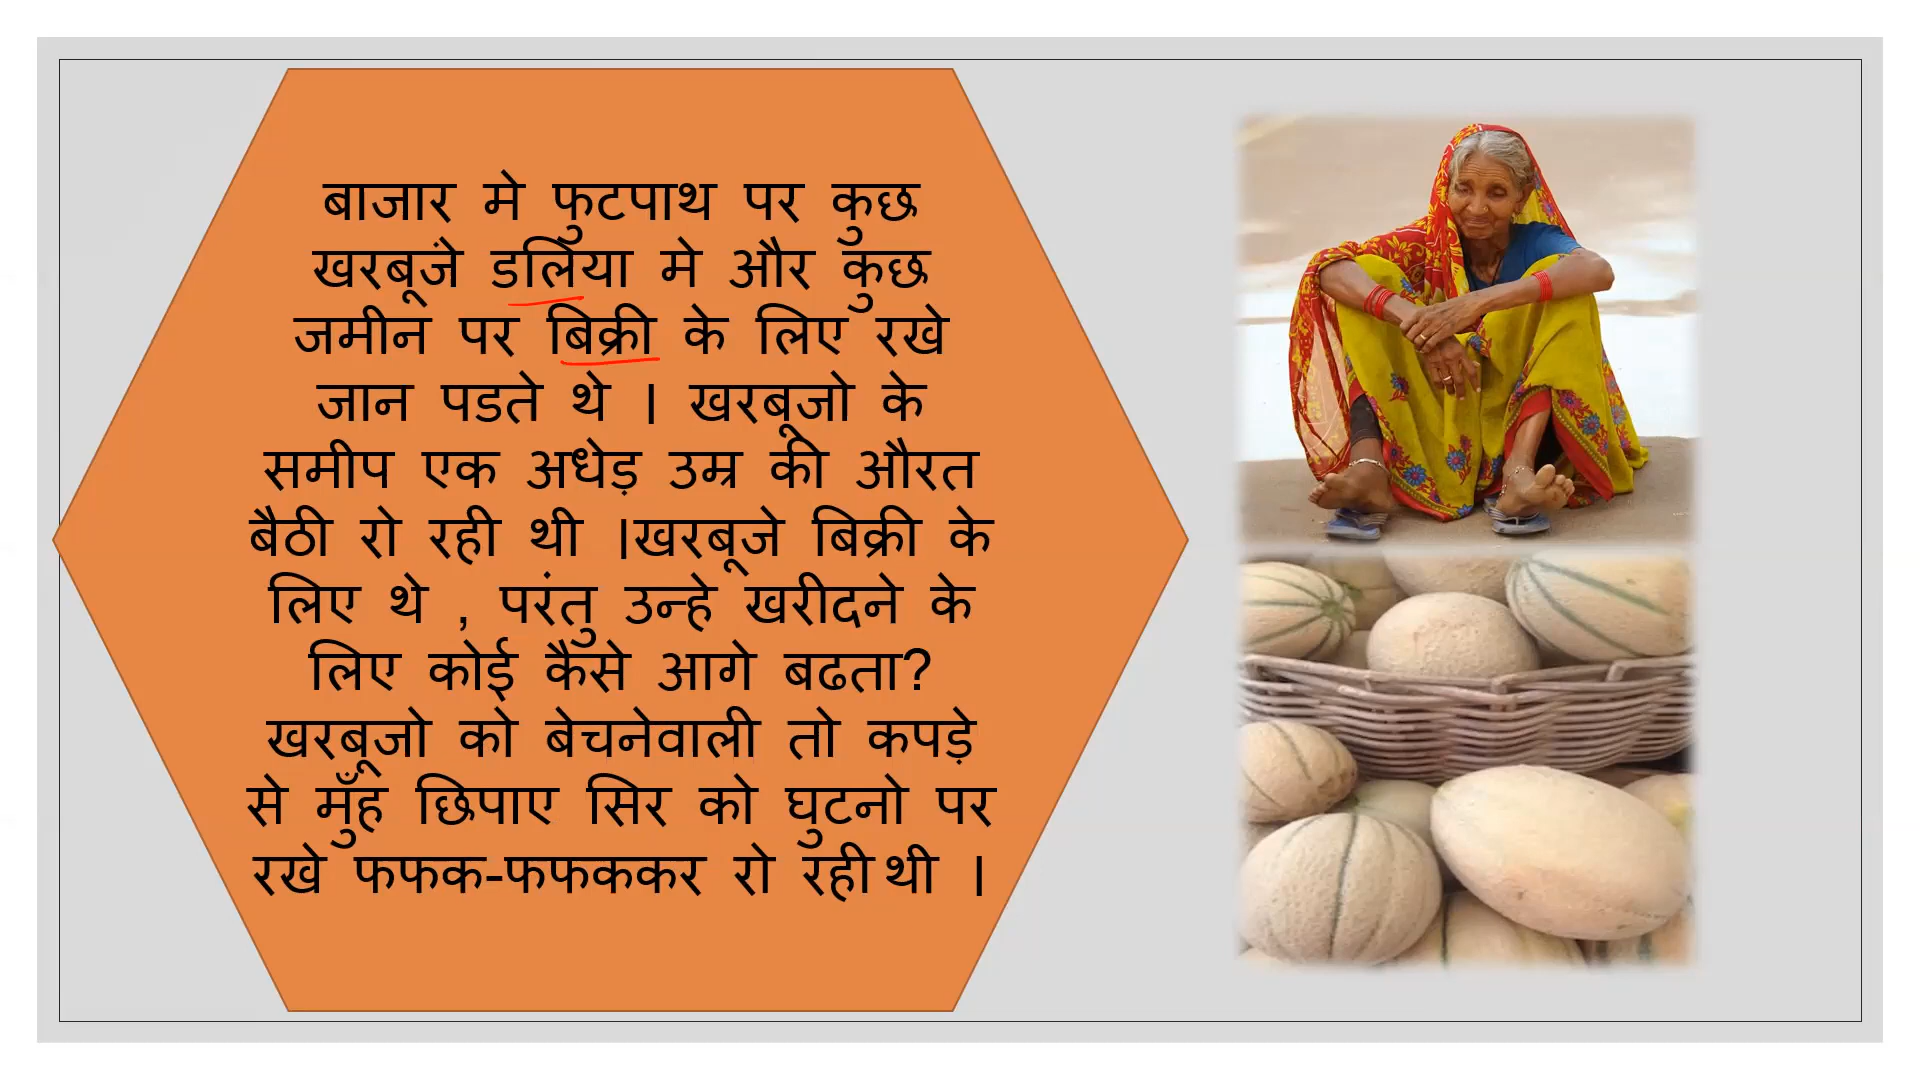 बाजार मे फुटपाथ पर कुछ
खरबूजे डलिया मे और कुछ
जमीन पर बिक्री के लिए रखे
जान पडते थे । खरबूजो के
समीप एक अधेड़ उम्र की औरत
बैठी रो रही थी ।खरबूजे बिक्री के
लिए थे , परंतु उन्हे खरीदने के
लिए कोई कैसे आगे बढता?
खरबूजो को बेचनेवाली तो कपड़े
से मुँह छिपाए सिर को घुटनो पर
रखे फफक-फफककर रो रही थी ।